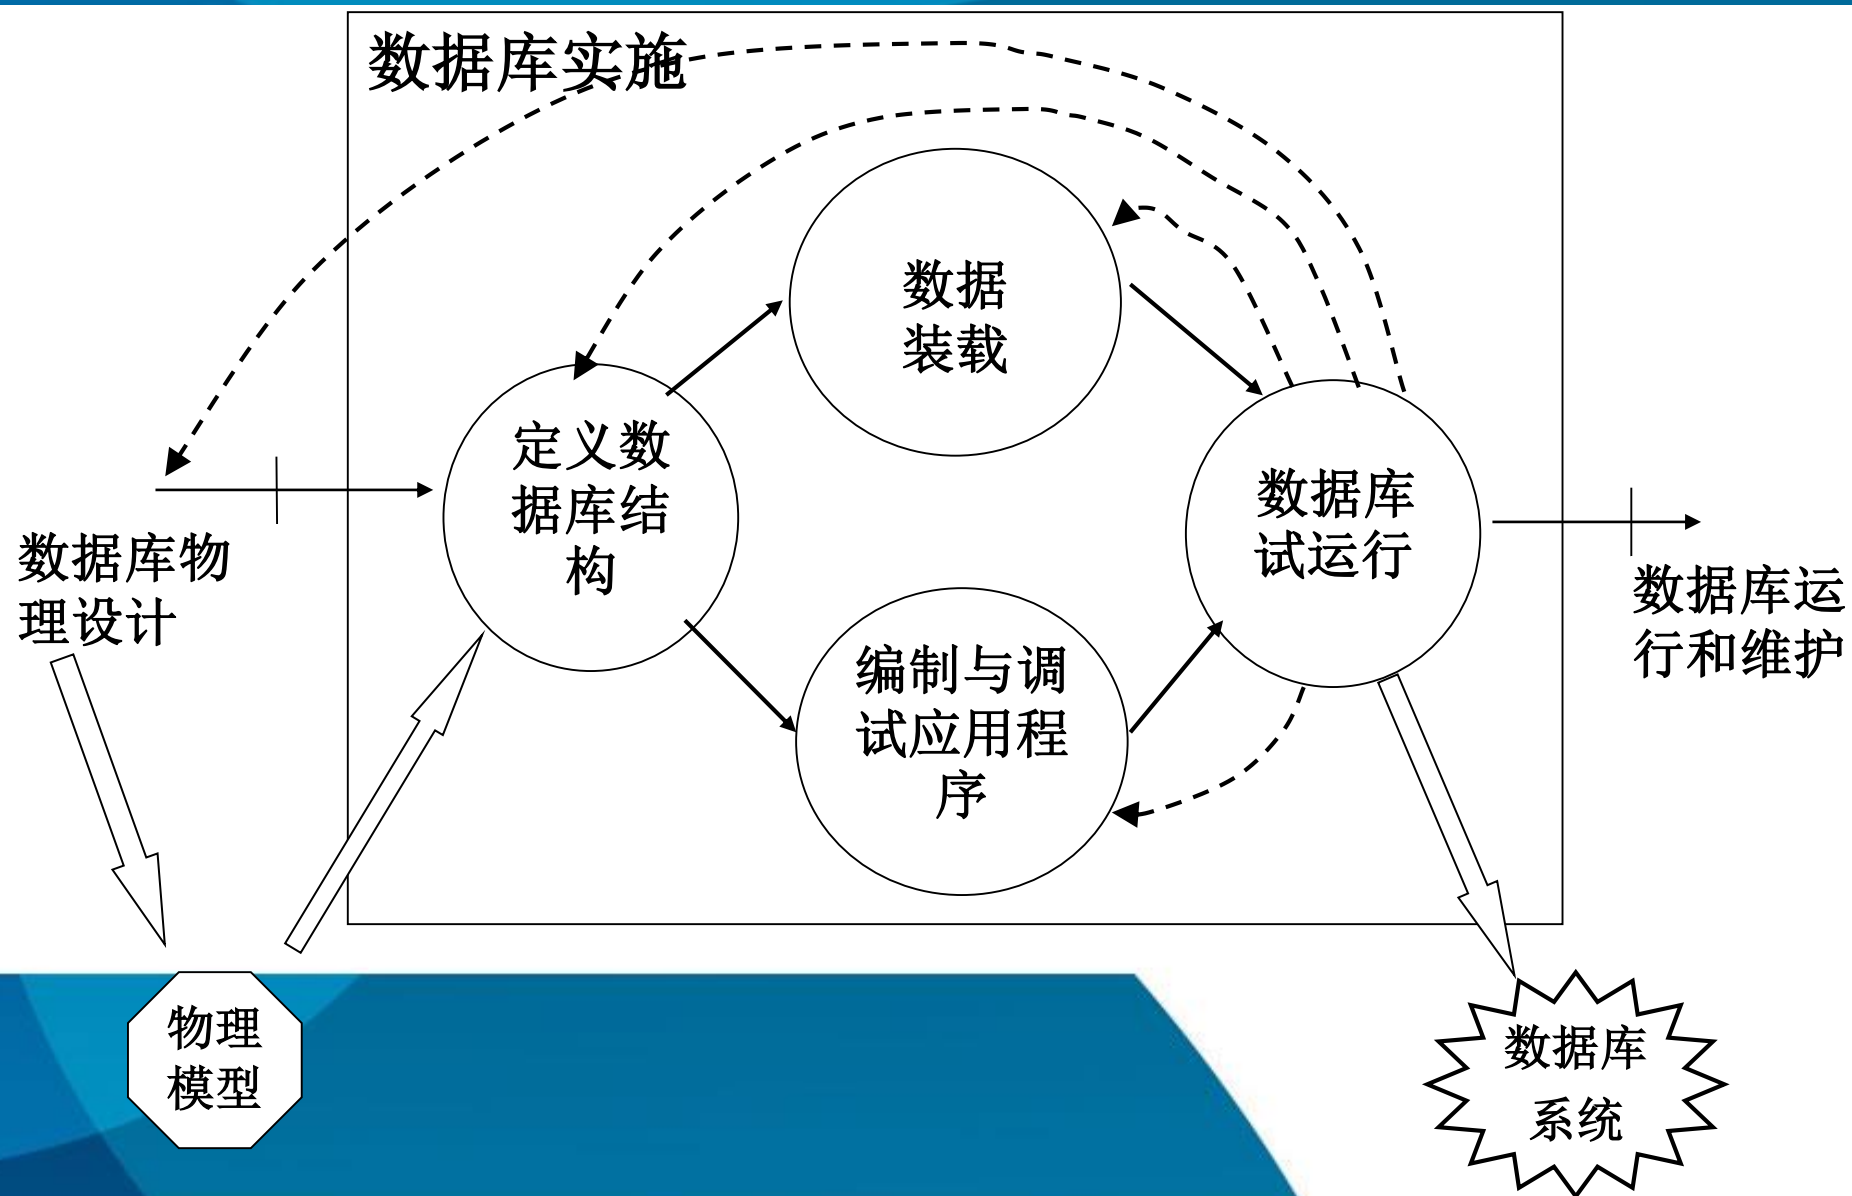 数据库实施
数据
装载
定义数
据库结
构
数据库
试运行
数据库物
理设计
数据库运
行和维护
编制与调
试应用程
序
物理
模型
数据库
系统